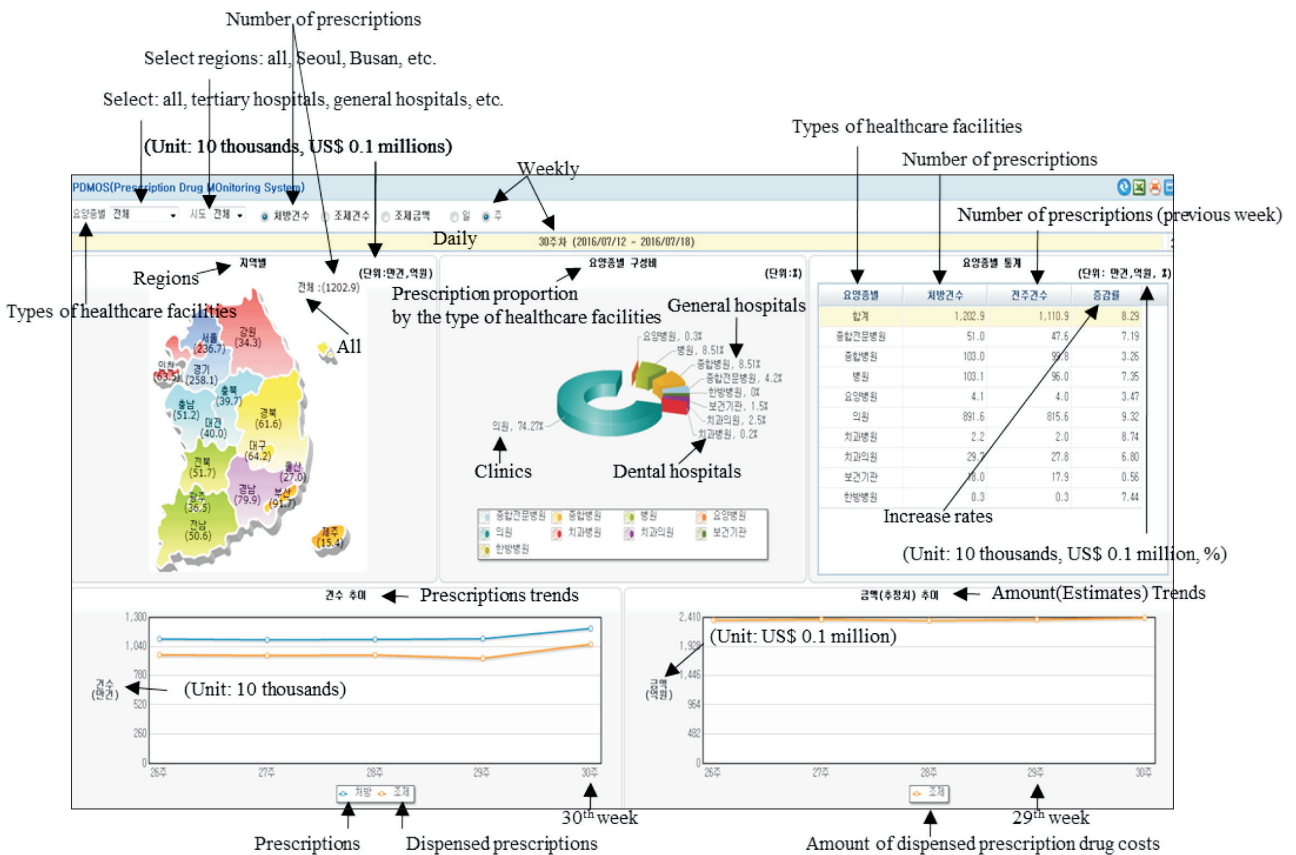 Number of prescriptions
Select regions: all, Seoul, Busan, etc.
Select: all, tertiary hospitals, general hospitals, etc.
(Unit: 10 thousands, US$ 0.1 millions)
Weekly
Types of healthcare facilities
Number of prescriptions
Number of prescriptions (previous week)
PDMOS(Prescription Drug MOnitoring System)
요양종별 전체 시도 전체 처방건수 조제건수 조제금액 일 주
Daily
30주차 (2016/07/12 - 2016/07/18)
Regions
지역별
(단위:만건,억원)
전체 :(1202.9)
All
Types of healthcare facilities
서울
(236.7)
강원
(34.3)
인천
(63.5)
경기
(258.1)
충북
(39.7)
충남
(51.2)
대전
(40.0)
경북
(61.6)
대구
(64.2)
전북
(51.7)
울산
(27.0)
경남
(79.9)
부산
(91.7)
광주
(36.5)
전남
(50.6)
제주
(15.4)
요양종별 구성비
(단위:%)
Prescription proportion
by the type of healthcare facilities
General hospitals
요양병원, 0.3%
병원, 8.51%
종합병원, 8.51%
종합전문병원, 4.2%
한방병원, 0%
보건기관, 1.5%
치과의원, 2.5%
치과병원, 0.2%
의원, 74.27%
Clinics
Dental hospitals
종합전문병원 종합병원 병원 요양병원
의원 치과병원 치과의원 보건기관
한방병원
요양종별 통계
(단위: 만건,억원, %)
요양종별 처방건수 전주건수 증감률
합계 1,202.9 1,110.9 8.29
종합전문병원 51.0 47.6 7.19
종합병원 103.0 99.8 3.26
병원 103.1 96.0 7.35
요양병원 4.1 4.0 3.47
의원 891.6 815.6 9.32
치과병원 2.2 2.0 8.74
치과의원 27.8 6.80
보건기관 18.0 17.9 0.56
한방병원 0.3 0.3 7.44
Increase rates
(Unit: 10 thousands, US$ 0.1 million, %)
건수 추이
Prescriptions trends
1,300
1,040
780
520
260
0
건수
(만건)
(Unit: 10 thousands)
26주 27주 28주 29주 30주
처방 조제
금액(추정치) 추이
Amount(Estimates) Trends
2,410
1,928
1,446
964
482
0
금액
(억원)
(Unit: US$ 0.1 million)
26주 27주 28주 29주 30주
조제
30th week
29th week
Prescriptions
Dispensed prescriptions
Amount of dispensed prescription drug costs